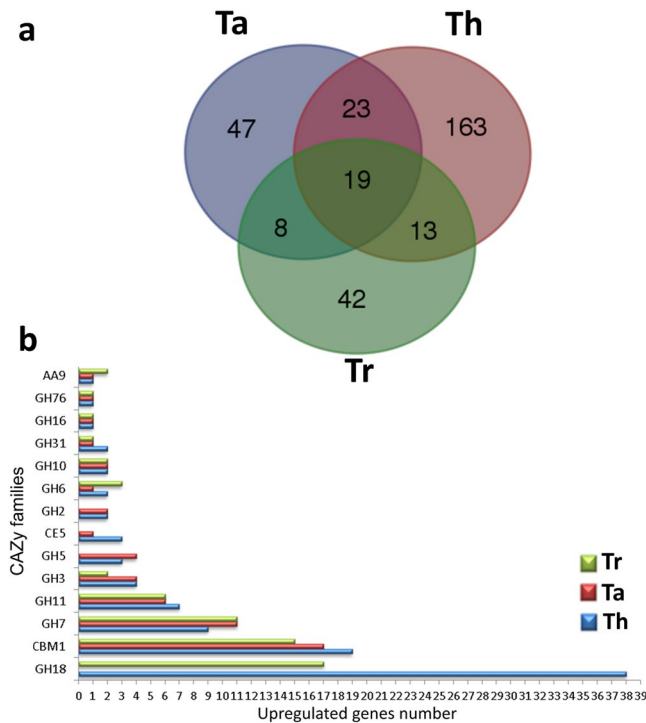 a
Ta
Th
47
23
163
19
8
13
42
Tr
b
CAZy families
AA9
GH76
GH16
GH31
GH10
GH6
GH2
CE5
GH5
GH3
GH11
GH7
CBM1
GH18
Tr
Ta
Th
0 1 2 3 4 5 6 7 8 9 10 11 12 13 14 15 16 17 18 19 20 21 22 23 24 25 26 27 28 29 30 31 32 33 34 35 36 37 38 39
Upregulated genes number